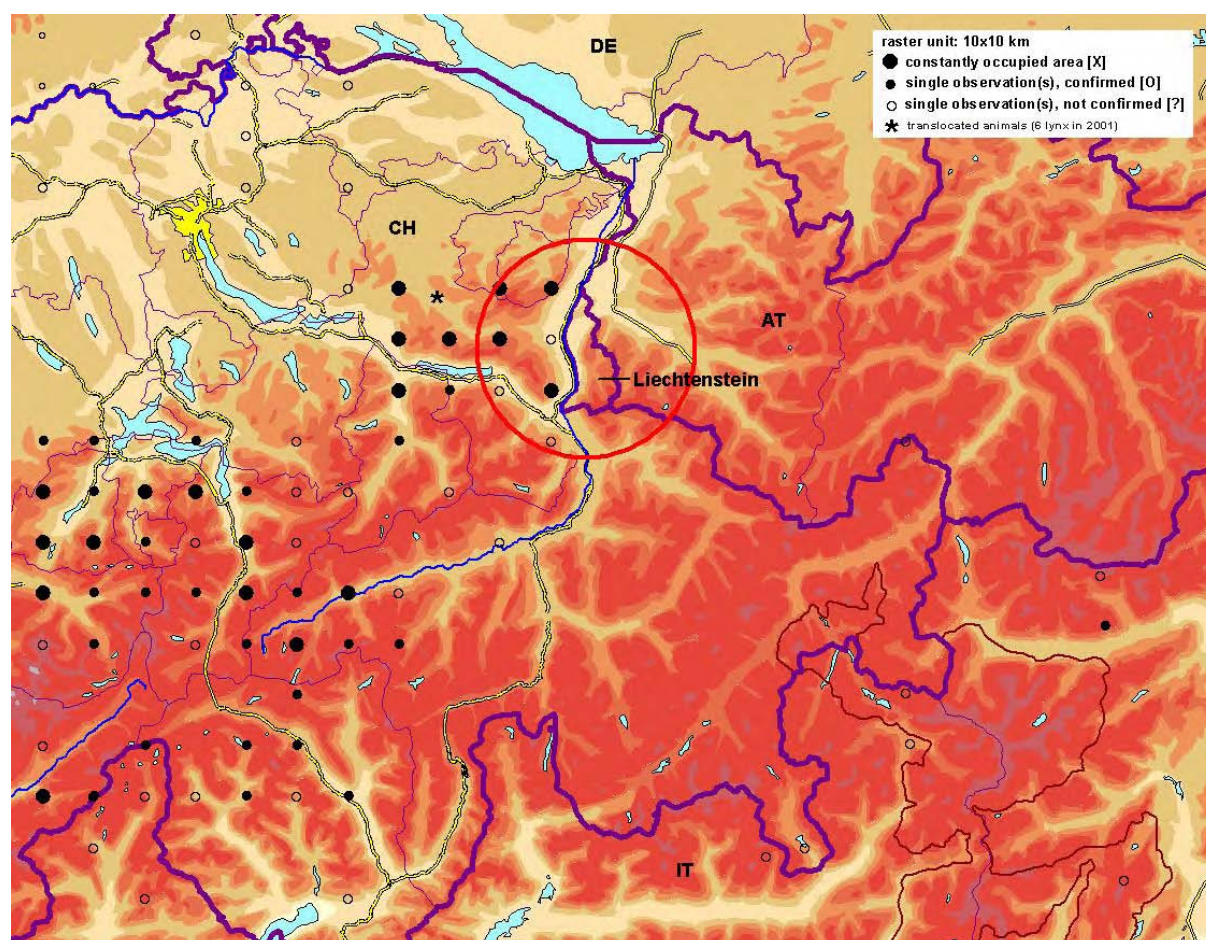 DE
raster unit: 10x10 km
constantly occupied area [X]
single observation(s), confirmed [O]
single observation(s), not confirmed [?]
* translocated animals (6 lynx in 2001)
CH
*
AT
Liechtenstein
IT